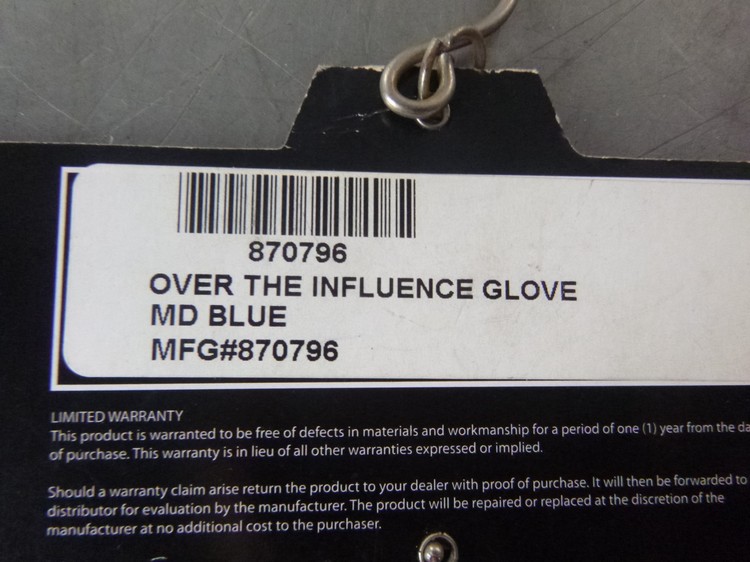 870796
OVER THE INFLUENCE GLOVE
MD BLUE
MFG#870796
LIMITED WARRANTY
This product is warranted to be free of defects in materials and workmanship for a period of one (1) year from the da
of purchase. This warranty is in lieu of all other warranties expressed or implied.
Should a warranty claim arise return the product to your dealer with proof of purchase. It will then be forwarded to
distributor for evaluation by the manufacturer. The product will be repaired or replaced at the discretion of the
manufacturer at no additional cost to the purchaser.